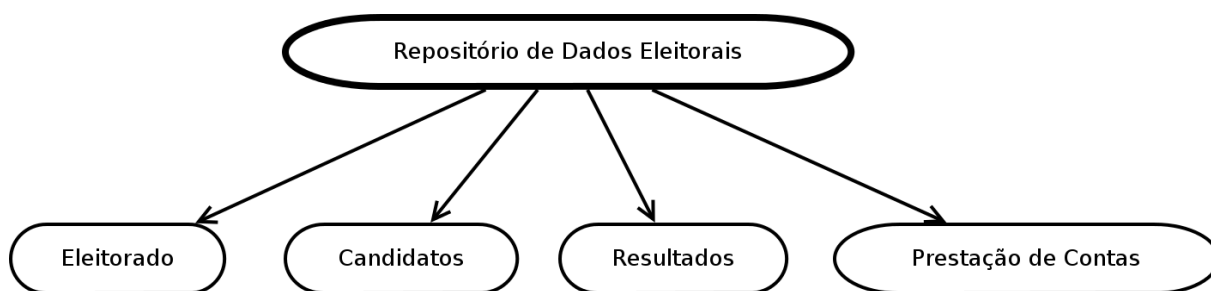 Repositório de Dados Eleitorais
Eleitorado
Candidatos
Resultados
Prestação de Contas